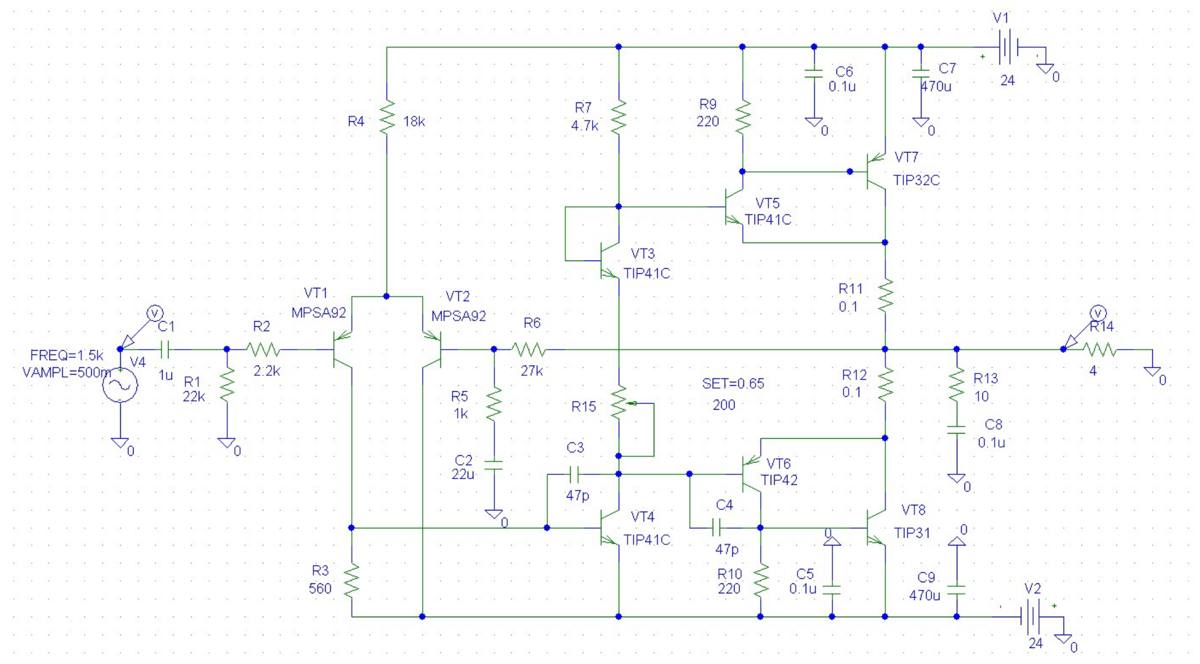 V1
24
0
C6
0.1u
0
C7
470u
0
R4
18k
R7
4.7k
R9
220
VT7
TIP32C
VT5
TIP41C
VT3
TIP41C
R11
0.1
VT1
MPSA92
VT2
MPSA92
V
C1
1u
R2
2.2k
R6
27k
V
R14
4
0
FREQ=1.5k
VAMPL=500m
V4
0
R1
22k
0
R5
1k
C2
22u
0
R15
SET=0.65
200
R12
0.1
R13
10
C8
0.1u
0
C3
47p
VT6
TIP42
C4
47p
VT4
TIP41C
VT8
TIP31
R3
560
R10
220
0
C5
0.1u
0
C9
470u
V2
24
0